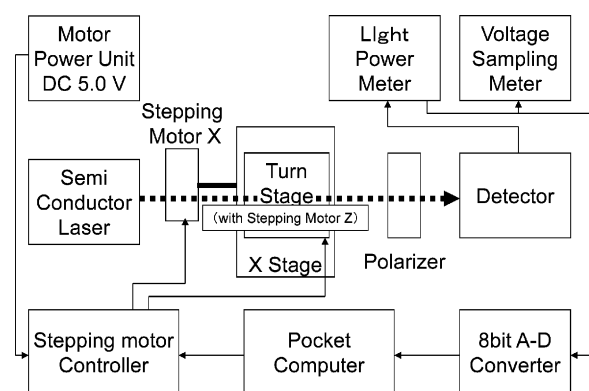 Motor
Power Unit
DC 5.0 V
LIght
Power
Meter
Voltage
Sampling
Meter
Stepping
Motor X
Semi
Conductor
Laser
Turn
Stage
(with Stepping Motor Z)
X Stage
Polarizer
Detector
Stepping motor
Controller
Pocket
Computer
8bit A-D
Converter